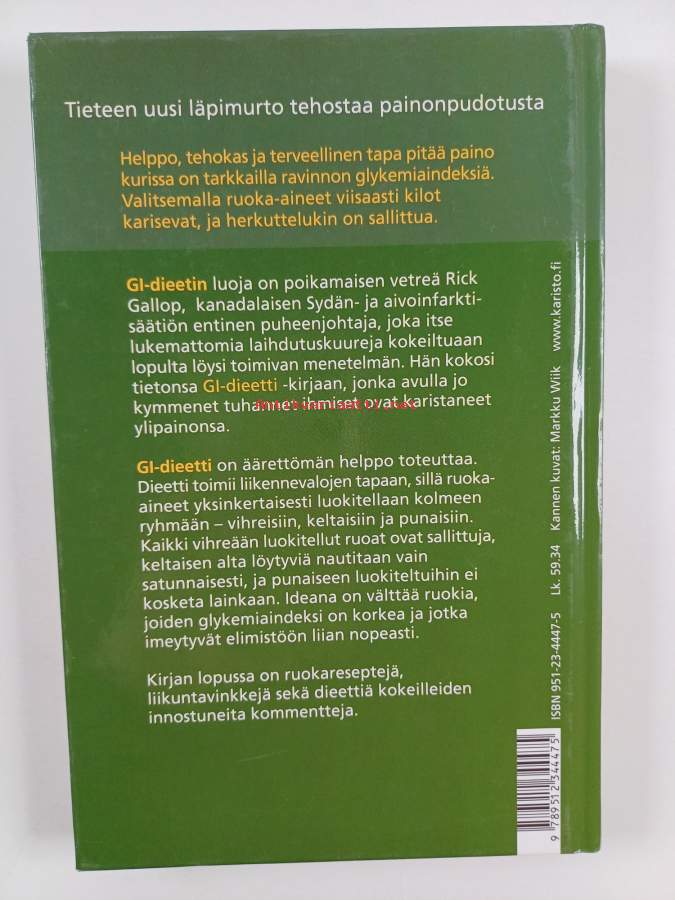 Tieteen uusi läpimurto tehostaa painonpudotusta
Helppo, tehokas ja terveellinen tapa pitää paino
kurissa on tarkkailla ravinnon glykemiaindeksiä.
Valitsemalla ruoka-aineet viisaasti kilot
karisevat, ja herkuttelukin on sallittua.
GI-dieetin luoja on poikamaisen vetreä Rick
Gallop, kanadalaisen Sydän- ja aivoinfarkti-
säätiön entinen puheenjohtaja, joka itse
lukemattomia laihdutuskuureja kokeiltuaan
lopulta löysi toimivan menetelmän. Hän kokosi
tietonsa GI-dieetti -kirjaan, jonka avulla jo
kymmenet tuhannet ihmiset ovat karistaneet
ylipainonsa.
GI-dieetti on äärettömän helppo toteuttaa.
Dieetti toimii liikennevalojen tapaan, sillä ruoka-
aineet yksinkertaisesti luokitellaan kolmeen
ryhmään – vihreisiin, keltaisiin ja punaisiin.
Kaikki vihreään luokitellut ruoat ovat sallittuja,
keltaisen alta löytyviä nautitaan vain
satunnaisesti, ja punaiseen luokiteltuihin ei
kosketa lainkaan. Ideana on välttää ruokia,
joiden glykemiaindeksi on korkea ja jotka
imeytyvät elimistöön liian nopeasti.
Kirjan lopussa on ruokareseptejä,
liikuntavinkkejä sekä dieettiä kokeilleiden
innostuneita kommentteja.
ISBN 951-23-4447-5 Lk. 59.34 Kannen kuvat: Markku Wiik www.karisto.fi
9 789512 344475